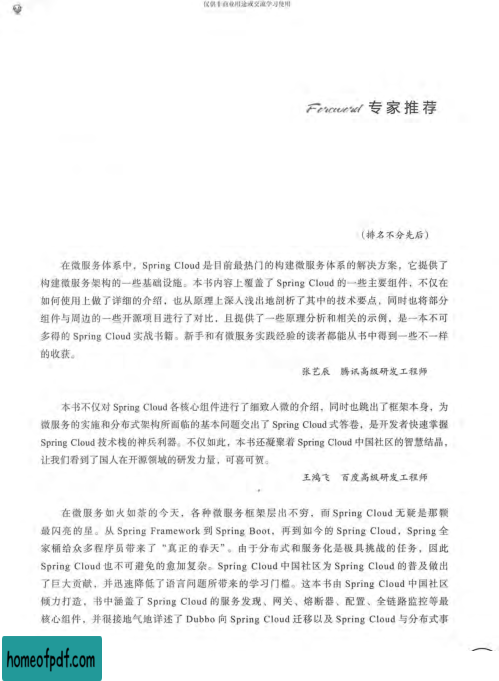 仅供非商业用途或交流学习使用
Foreword 专家推荐
（排名不分先后）
在微服务体系中，Spring Cloud 是目前最热门的构建微服务体系的解决方案，它提供了
构建微服务架构的一些基础设施。本书内容上覆盖了 Spring Cloud 的一些主要组件，不仅在
如何使用上做了详细的介绍，也从原理上深入浅出地剖析了其中的技术要点，同时也将部分
组件与周边的一些开源项目进行了对比，且提供了一些原理分析和相关的示例，是一本不可
多得的 Spring Cloud 实战书籍。新手和有微服务实践经验的读者都能从书中得到一些不一样
的收获。
张艺辰 腾讯高级研发工程师
本书不仅对 Spring Cloud 各核心组件进行了细致入微的介绍，同时也跳出了框架本身，为
微服务的实施和分布式架构所面临的基本问题交出了 Spring Cloud 式答卷，是开发者快速掌握
Spring Cloud 技术栈的神兵利器。不仅如此，本书还凝聚着 Spring Cloud 中国社区的智慧结晶，
让我们看到了国人在开源领域的研发力量，可喜可贺。
王鸿飞 百度高级研发工程师
在微服务如火如荼的今天，各种微服务框架层出不穷，而 Spring Cloud 无疑是那颗
最闪亮的星。从 Spring Framework 到 Spring Boot，再到如今的 Spring Cloud，Spring 全
家桶给众多程序员带来了“真正的春天”。由于分布式和服务化是极具挑战的任务，因此
Spring Cloud 也不可避免的愈加复杂。Spring Cloud 中国社区为 Spring Cloud 的普及做出
了巨大贡献，并迅速降低了语言问题所带来的学习门槛。这本书由 Spring Cloud 中国社区
倾力打造，书中涵盖了 Spring Cloud 的服务发现、网关、熔断器、配置、全链路监控等最
核心组件，并很接地气地详述了 Dubbo 向 Spring Cloud 迁移以及 Spring Cloud 与分布式事
homeofpdf.com